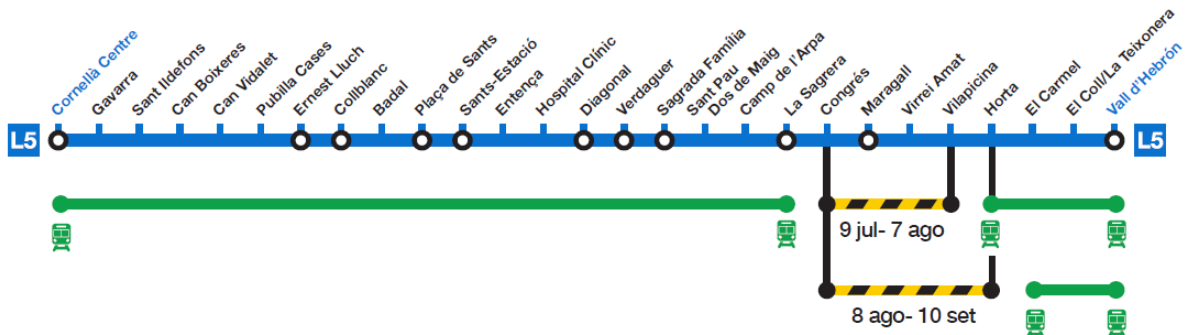 Cornellà Centre
Gavarra
Sant Ildefons
Can Boixeres
Can Vidalet
Pubilla Cases
Ernest Lluch
Collblanc
Badal
Plaça de Sants
Sants-Estació
Entença
Hospital Clínic
Diagonal
Verdaguer
Sagrada Família
Sant Pau
Dos de Maig
Camp de l'Arpa
La Sagrera
Congrés
Maragall
Virrei Amat
Vilapicina
Horta
El Carmel
El Coll/La Teixonera
Vall d'Hebrón
L5
L5
9 jul- 7 ago
8 ago- 10 set